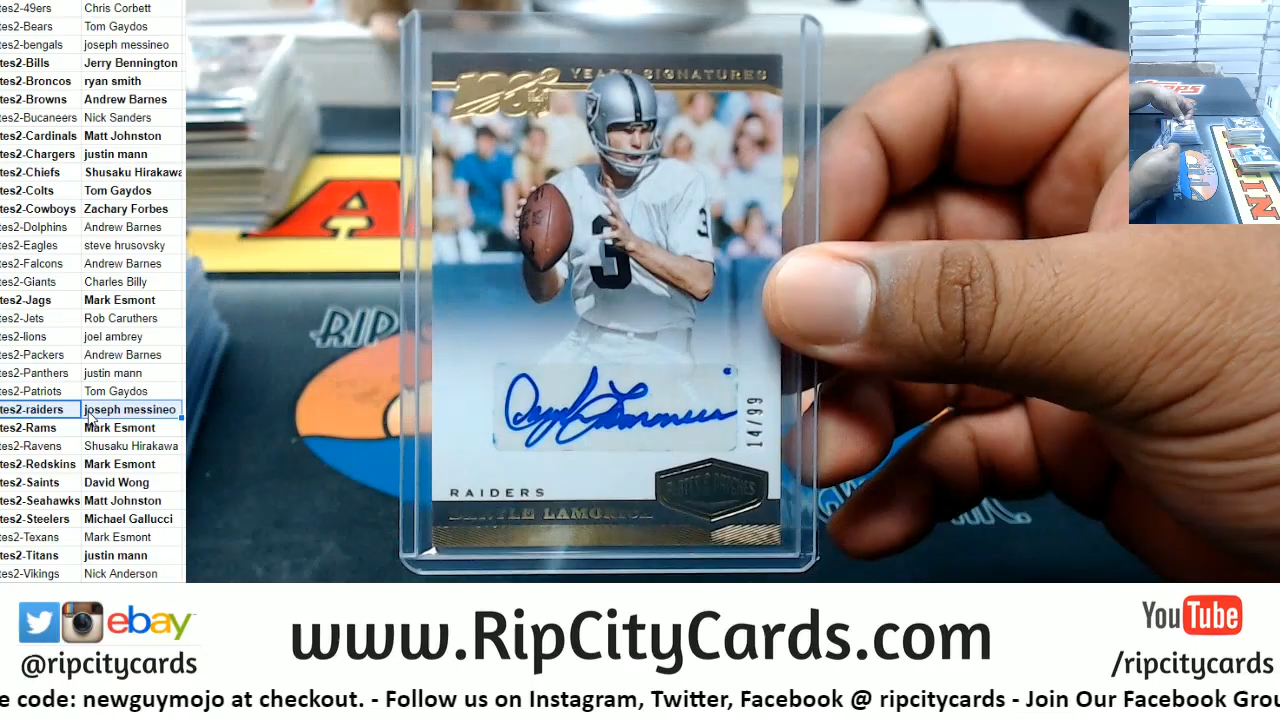 tes2-49ers Chris Corbett
tes2-Bears Tom Gaydos
tes2-bengals joseph messineo
tes2-Bills Jerry Bennington
tes2-Broncos ryan smith
tes2-Browns Andrew Barnes
tes2-Bucaneers Nick Sanders
tes2-Cardinals Matt Johnston
tes2-Chargers justin mann
tes2-Chiefs Shusaku Hirakawa
tes2-Colts Tom Gaydos
tes2-Cowboys Zachary Forbes
tes2-Dolphins Andrew Barnes
tes2-Eagles steve hrusovsky
tes2-Falcons Andrew Barnes
tes2-Giants Charles Billy
tes2-Jags Mark Esmont
tes2-Jets Rob Caruthers
tes2-lions joel ambrey
tes2-Packers Andrew Barnes
tes2-Panthers justin mann
tes2-Patriots Tom Gaydos
tes2-raiders joseph messineo
tes2-Rams Mark Esmont
tes2-Ravens Shusaku Hirakawa
tes2-Redskins Mark Esmont
tes2-Saints David Wong
tes2-Seahawks Matt Johnston
tes2-Steelers Michael Gallucci
tes2-Texans Mark Esmont
tes2-Titans justin mann
tes2-Vikings Nick Anderson
100 YEARS SIGNATURES
3
3
14/99
RAIDERS
DARYLE LAMONICA
RIP
ebay
@ripcitycards
www.RipCityCards.com
YouTube
/ripcitycards
e code: newguymojo at checkout. - Follow us on Instagram, Twitter, Facebook @ ripcitycards - Join Our Facebook Grou